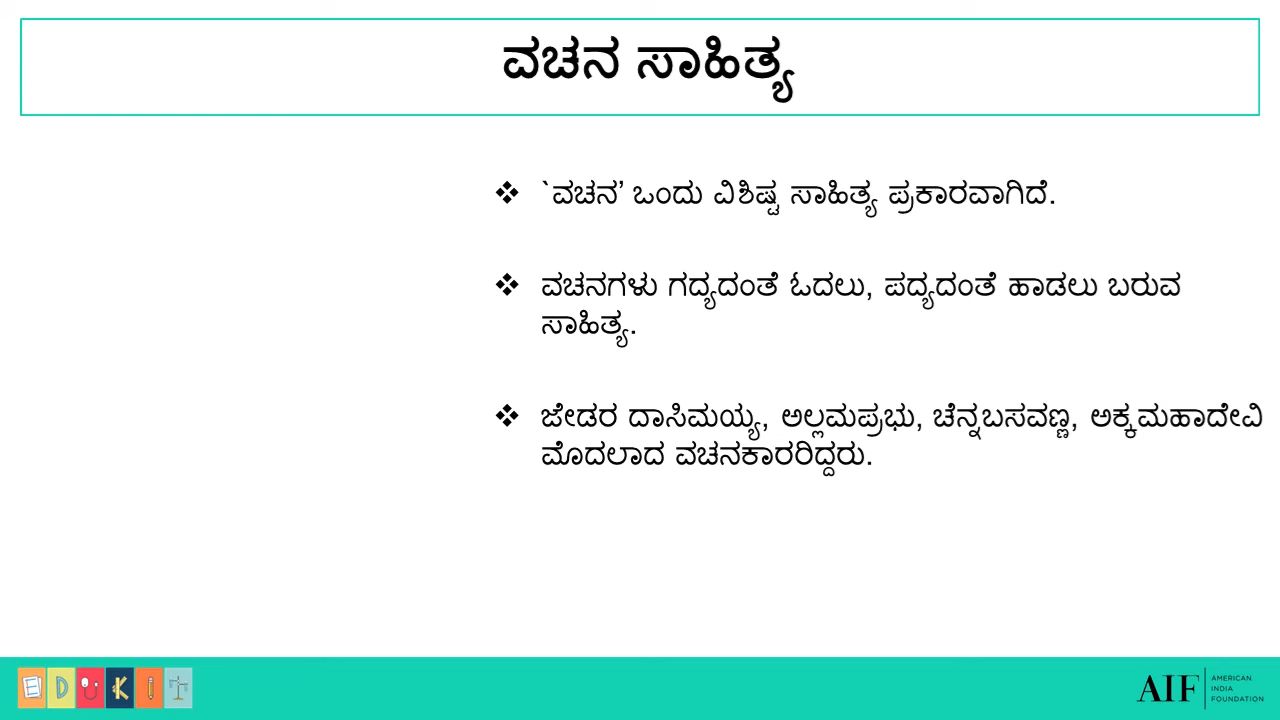 ವಚನ ಸಾಹಿತ್ಯ
❖ `ವಚನ’ ಒಂದು ವಿಶಿಷ್ಟ ಸಾಹಿತ್ಯ ಪ್ರಕಾರವಾಗಿದೆ.
❖ ವಚನಗಳು ಗದ್ಯದಂತೆ ಓದಲು, ಪದ್ಯದಂತೆ ಹಾಡಲು ಬರುವ
ಸಾಹಿತ್ಯ.
❖ ಜೇಡರ ದಾಸಿಮಯ್ಯ, ಅಲ್ಲಮಪ್ರಭು, ಚೆನ್ನಬಸವಣ್ಣ, ಅಕ್ಕಮಹಾದೇವಿ
ಮೊದಲಾದ ವಚನಕಾರರಿದ್ದರು.
EDUKIT
AIF
AMERICAN
INDIA
FOUNDATION